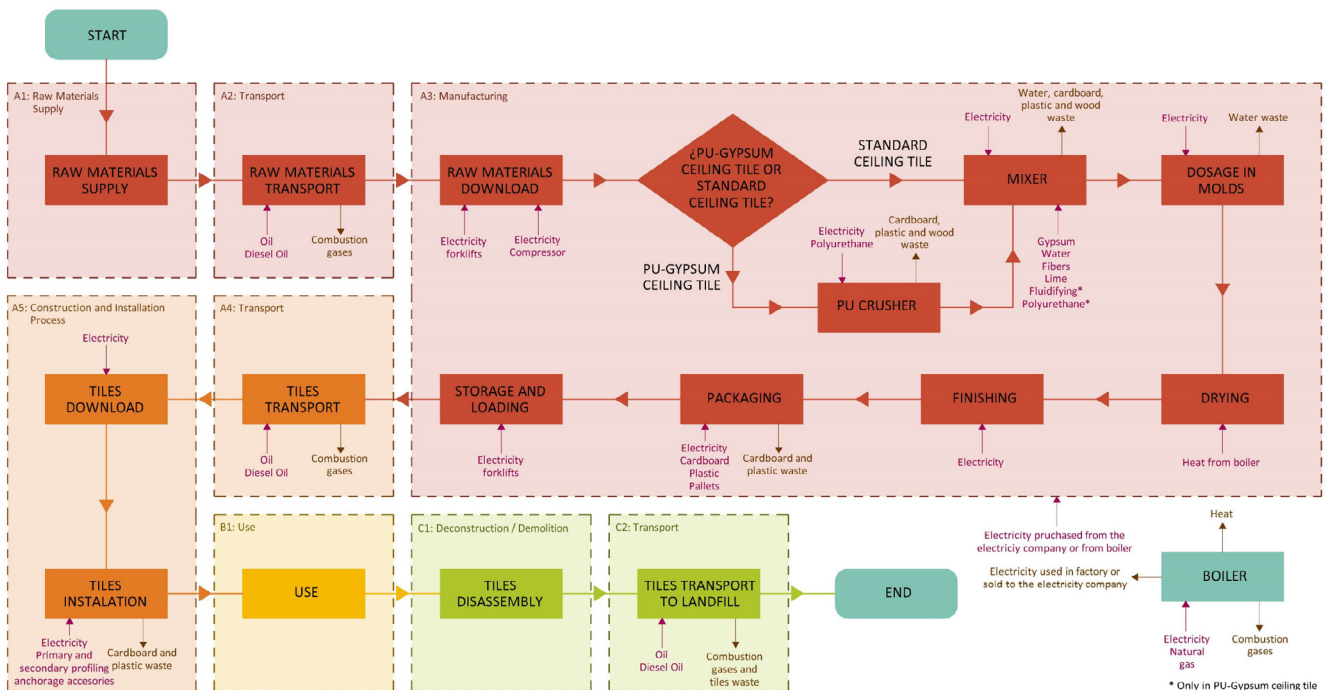 START
A1: Raw Materials
Supply
RAW MATERIALS
SUPPLY
A2: Transport
RAW MATERIALS
TRANSPORT
Oil
Diesel Oil
Combustion
gases
A3: Manufacturing
RAW MATERIALS
DOWNLOAD
Electricity
forklifts
Electricity
Compressor
¿PU-GYPSUM
CEILING TILE OR
STANDARD
CEILING TILE?
STANDARD
CEILING TILE
PU-GYPSUM
CEILING TILE
Electricity
Polyurethane
Cardboard,
plastic and wood
waste
PU CRUSHER
Electricity
Water, cardboard,
plastic and wood
waste
MIXER
Gypsum
Water
Fibers
Lime
Fluidifying*
Polyurethane*
Electricity
Water waste
DOSAGE IN
MOLDS
DRYING
Heat from boiler
FINISHING
Electricity
PACKAGING
Electricity
Cardboard
Plastic
Pallets
Cardboard and
plastic waste
STORAGE AND
LOADING
Electricity
forklifts
A4: Transport
TILES
TRANSPORT
Oil
Diesel Oil
Combustion
gases
A5: Construction and Installation
Process
Electricity
TILES
DOWNLOAD
TILES
INSTALATION
Electricity
Primary and
secondary profiling
anchorage accesories
Cardboard and
plastic waste
B1: Use
USE
C1: Deconstruction / Demolition
TILES
DISASSEMBLY
C2: Transport
TILES TRANSPORT
TO LANDFILL
Oil
Diesel Oil
Combustion
gases and
tiles waste
END
Electricity pruchased from the
electriciy company or from boiler
Heat
Electricity used in factory or
sold to the electricity company
BOILER
Electricity
Natural
gas
Combustion
gases
* Only in PU-Gypsum ceiling tile